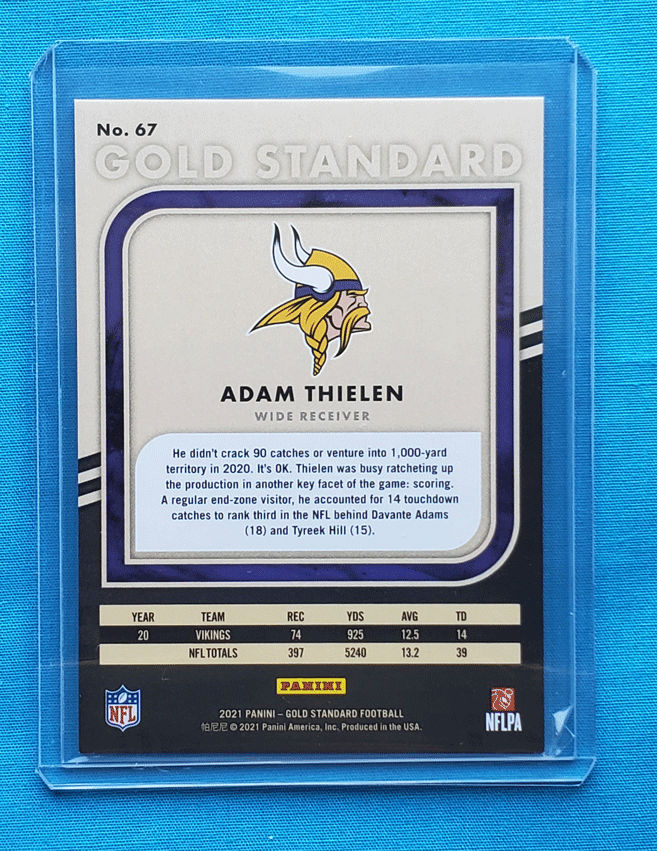 No. 67
GOLD STANDARD
ADAM THIELEN
WIDE RECEIVER
He didn't crack 90 catches or venture into 1,000-yard
territory in 2020. It's OK. Thielen was busy ratcheting up
the production in another key facet of the game: scoring.
A regular end-zone visitor, he accounted for 14 touchdown
catches to rank third in the NFL behind Davante Adams
(18) and Tyreek Hill (15).
YEAR TEAM REC YDS AVG TD
20 VIKINGS 74 925 12.5 14
NFL TOTALS 397 5240 13.2 39
PANINI
NFL
2021 PANINI – GOLD STANDARD FOOTBALL
帕尼尼 © 2021 Panini America, Inc. Produced in the USA.
NFLPA